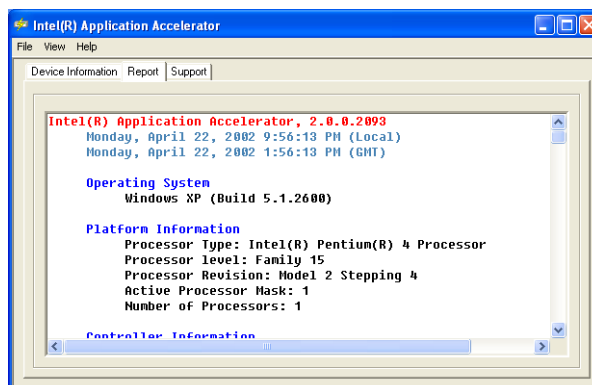 Intel(R) Application Accelerator
File View Help
Device Information Report Support
Intel(R) Application Accelerator, 2.0.0.2093
Monday, April 22, 2002 9:56:13 PM (Local)
Monday, April 22, 2002 1:56:13 PM (GMT)
Operating System
Windows XP (Build 5.1.2600)
Platform Information
Processor Type: Intel(R) Pentium(R) 4 Processor
Processor level: Family 15
Processor Revision: Model 2 Stepping 4
Active Processor Mask: 1
Number of Processors: 1
Controller Information